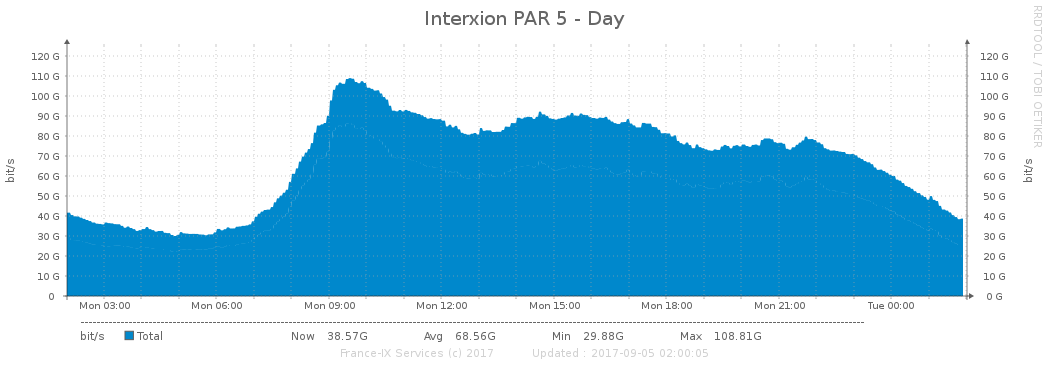 Interxion PAR 5 - Day
RRDTOOL / TOBI OETIKER
120 G 120 G
110 G 110 G
100 G 100 G
90 G 90 G
80 G 80 G
70 G 70 G
60 G 60 G
50 G 50 G
40 G 40 G
30 G 30 G
20 G 20 G
10 G 10 G
0 0 G
bit/s
bit/s
Mon 03:00 Mon 06:00 Mon 09:00 Mon 12:00 Mon 15:00 Mon 18:00 Mon 21:00 Tue 00:00
bit/s Total Now 38.57G Avg 68.56G Min 29.88G Max 108.81G
France-IX Services (c) 2017 Updated : 2017-09-05 02:00:05